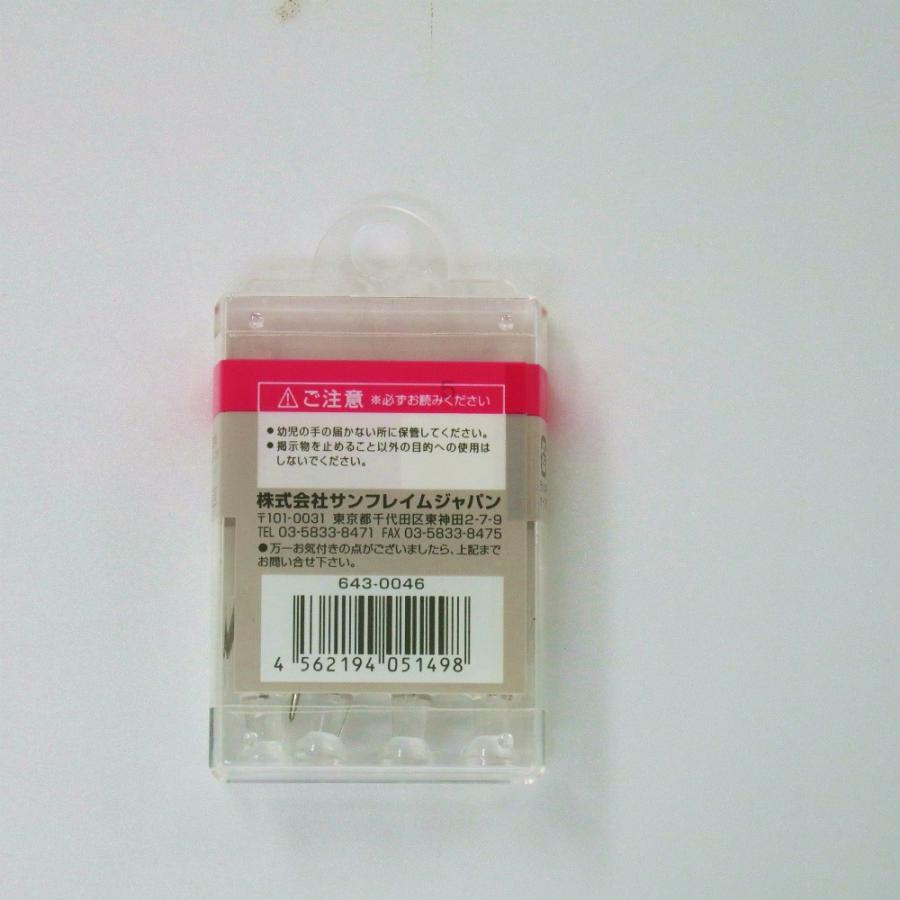 5
⚠ご注意 ※必ずお読みください
●幼児の手の届かない所に保管してください。
●掲示物を止めること以外の目的への使用は
しないでください。
株式会社サンフレイムジャパン
〒101-0031 東京都千代田区東神田2-7-9
TEL 03-5833-8471 FAX 03-5833-8475
●万一お気付きの点がございましたら、上記まで
お問い合せ下さい。
643-0046
4 562194 051498